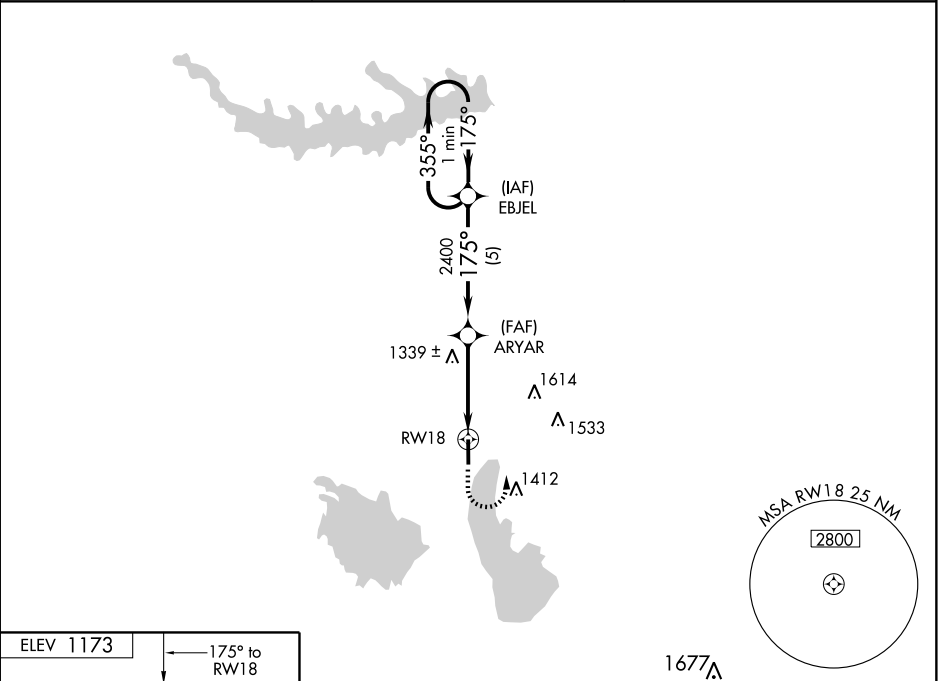 355°
1 min
175°
(IAF)
EBJEL
2400
175°
(5)
(FAF)
ARYAR
1339 ±
1614
1533
RW18
1412
MSA RW18 25 NM
2800
ELEV 1173
175° to
RW18
1677